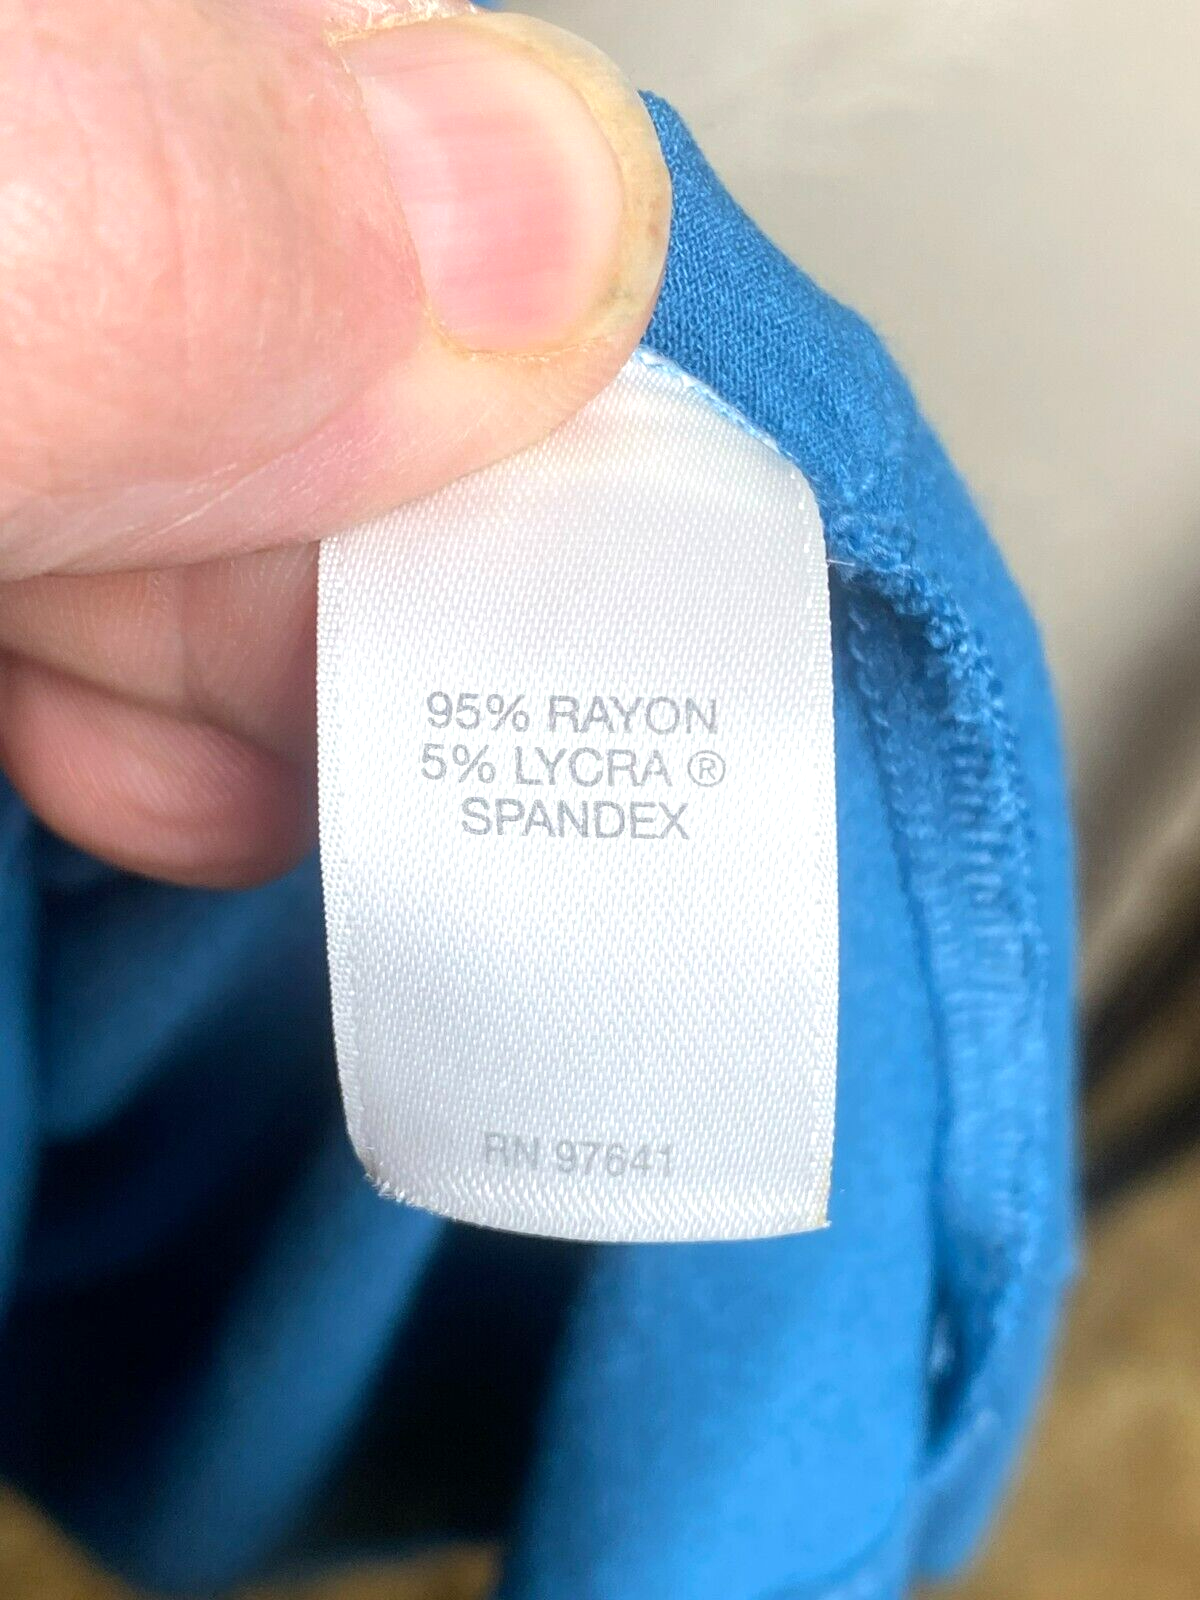 95% RAYON
5% LYCRA ®
SPANDEX
RN 97641